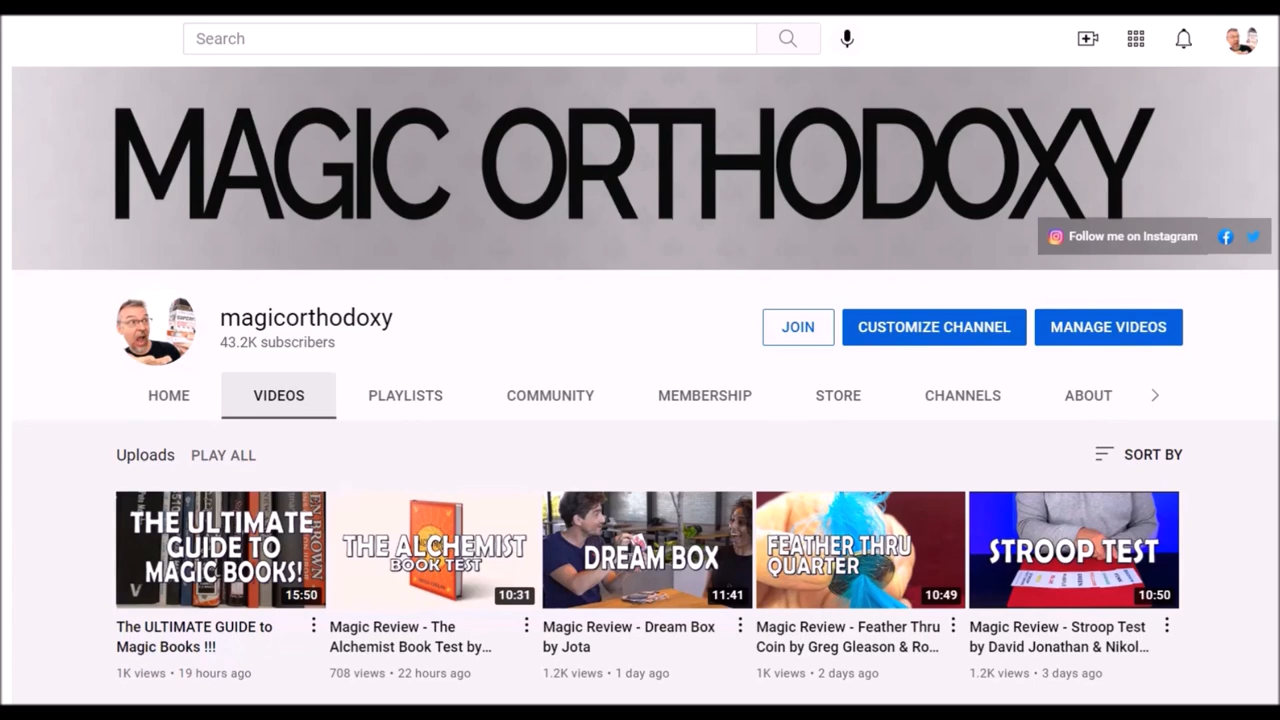 Search
MAGIC ORTHODOXY
Follow me on Instagram
magicorthodoxy
43.2K subscribers
JOIN
CUSTOMIZE CHANNEL
MANAGE VIDEOS
HOME
VIDEOS
PLAYLISTS
COMMUNITY
MEMBERSHIP
STORE
CHANNELS
ABOUT
Uploads
PLAY ALL
SORT BY
THE ULTIMATE
GUIDE TO
MAGIC BOOKS!
EN BROWN
15:50
The ULTIMATE GUIDE to
Magic Books !!!
1K views • 19 hours ago
THE ALCHEMIST
BOOK TEST
10:31
Magic Review - The
Alchemist Book Test by...
708 views • 22 hours ago
DREAM BOX
11:41
Magic Review - Dream Box
by Jota
1.2K views • 1 day ago
FEATHER THRU
QUARTER
10:49
Magic Review - Feather Thru
Coin by Greg Gleason & Ro...
1K views • 2 days ago
STROOP TEST
10:50
Magic Review - Stroop Test
by David Jonathan & Nikol...
1.2K views • 3 days ago